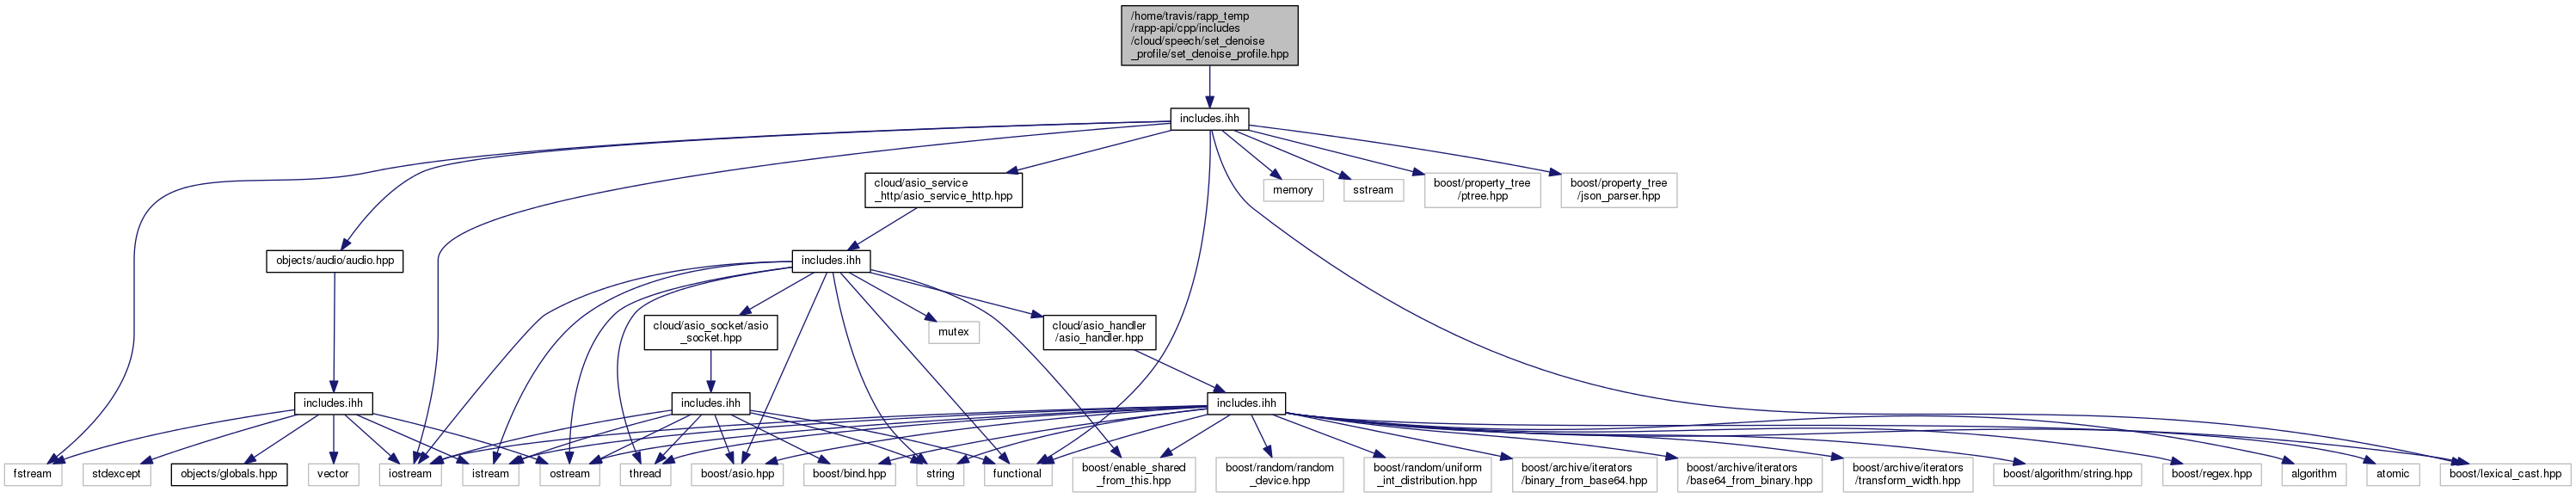 /home/travis/rapp_temp
/rapp-api/cpp/includes
/cloud/speech/set_denoise
_profile/set_denoise_profile.hpp
includes.ihh
cloud/asio_service
_http/asio_service_http.hpp
memory
sstream
boost/property_tree
/ptree.hpp
boost/property_tree
/json_parser.hpp
objects/audio/audio.hpp
includes.ihh
cloud/asio_socket/asio
_socket.hpp
mutex
cloud/asio_handler
/asio_handler.hpp
includes.ihh
includes.ihh
includes.ihh
fstream
stdexcept
objects/globals.hpp
vector
iostream
istream
ostream
thread
boost/asio.hpp
boost/bind.hpp
string
functional
boost/enable_shared
_from_this.hpp
boost/random/random
_device.hpp
boost/random/uniform
_int_distribution.hpp
boost/archive/iterators
/binary_from_base64.hpp
boost/archive/iterators
/base64_from_binary.hpp
boost/archive/iterators
/transform_width.hpp
boost/algorithm/string.hpp
boost/regex.hpp
algorithm
atomic
boost/lexical_cast.hpp